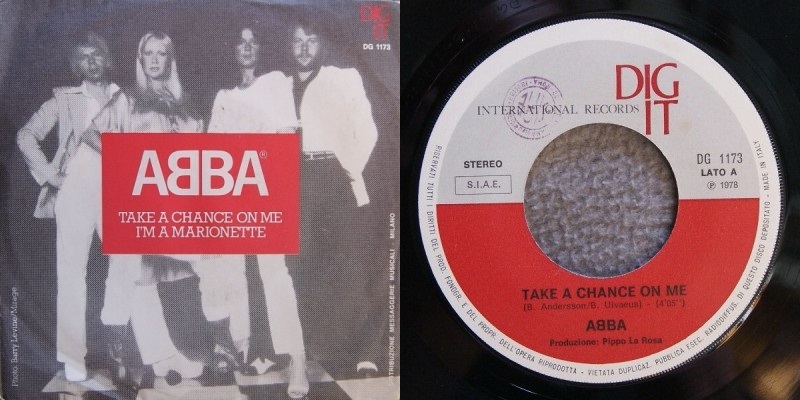 DIG
IT
DG 1173
ABBA®
TAKE A CHANCE ON ME
I'M A MARIONETTE
Photo: Barry Levine/Mirage
DISTRIBUZIONE MESSAGGERIE MUSICALI MILANO
DIG
IT
INTERNATIONAL RECORDS
STEREO
S.I.A.E.
DG 1173
LATO A
℗ 1978
TAKE A CHANCE ON ME
(B. Andersson/B. Ulvaeus) - (4'05")
ABBA
Produzione: Pippo La Rosa
RISERVATI TUTTI I DIRITTI DEL PROD. FONOGR. E DEL PROPR. DELL'OPERA RIPRODOTTA - VIETATA DUPLICAZ. PUBBLICA ESEC. RADIODIFFUS. DI QUESTO DISCO DEPOSITATO - MADE IN ITALY